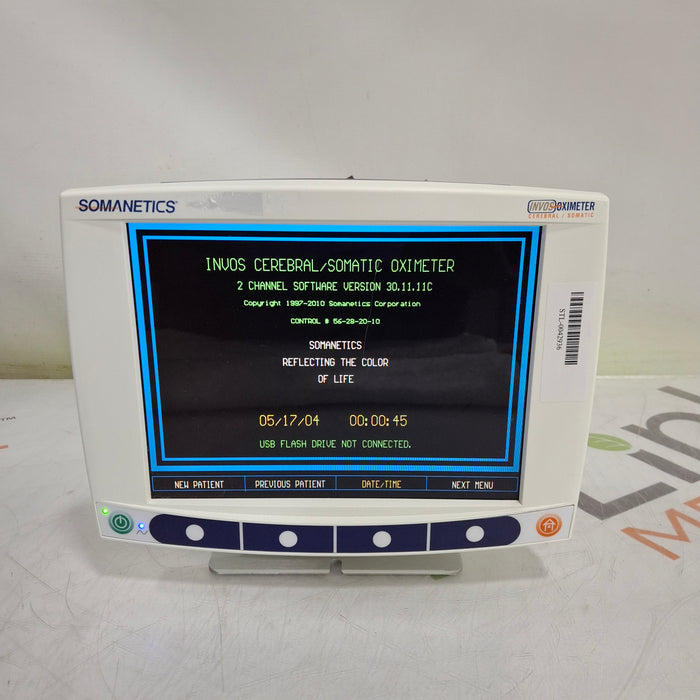 SOMANETICS
INVOS OXIMETER
CEREBRAL / SOMATIC
INVOS CEREBRAL/SOMATIC OXIMETER
2 CHANNEL SOFTWARE VERSION 30.11.11C
Copyright 1997-2010 Somanetics Corporation
CONTROL # 56-28-20-10
SOMANETICS
REFLECTING THE COLOR
OF LIFE
05/17/04 00:00:45
USB FLASH DRIVE NOT CONNECTED.
NEW PATIENT PREVIOUS PATIENT DATE/TIME NEXT MENU
STL-0042936